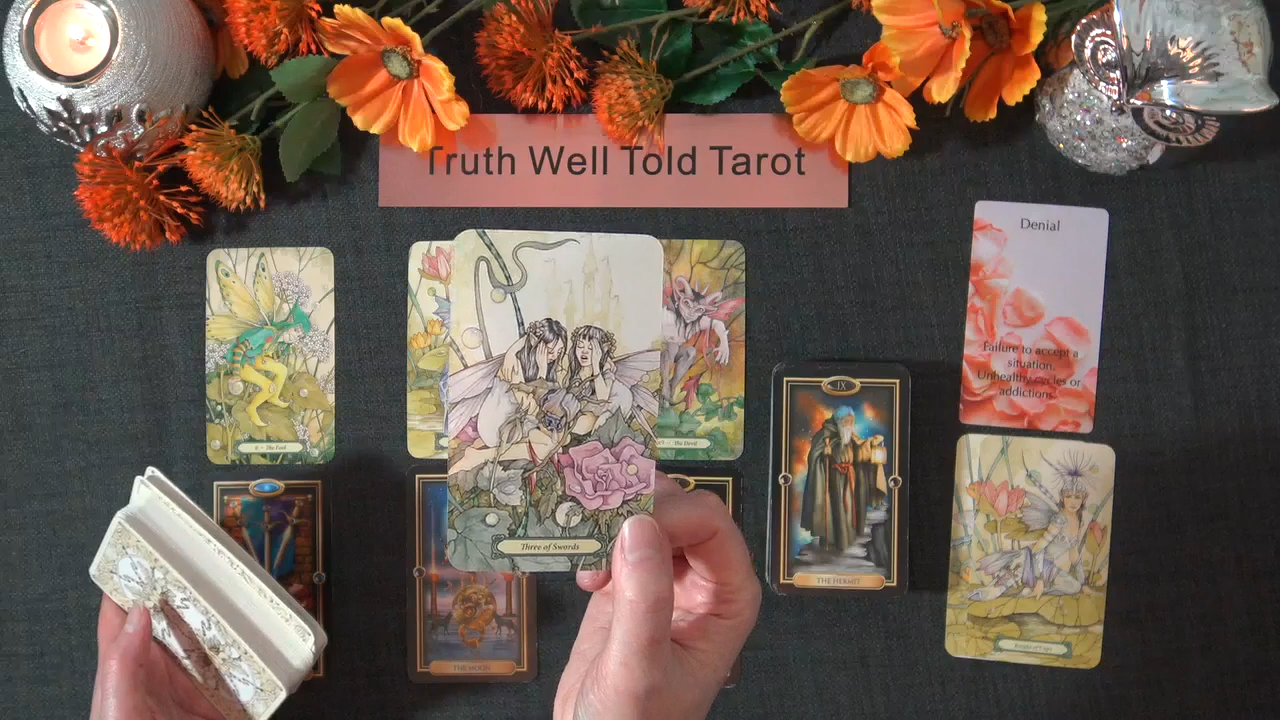 Truth Well Told Tarot
Denial
Failure to accept a
situation.
Unhealthy cycles or
addictions.
0 - The Fool
Three of Swords
The Devil
IX
THE HERMIT
THE MOON